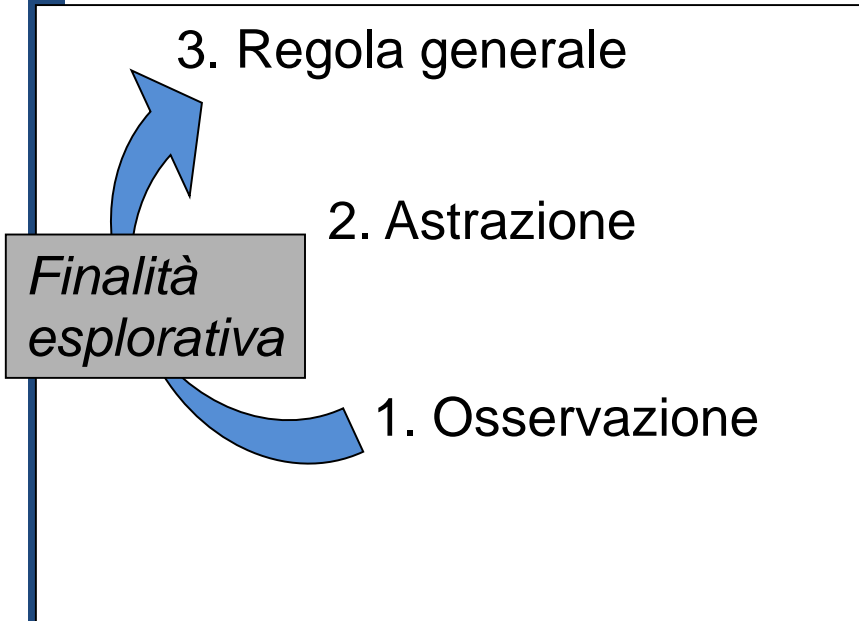 3. Regola generale
2. Astrazione
Finalità
esplorativa
1. Osservazione